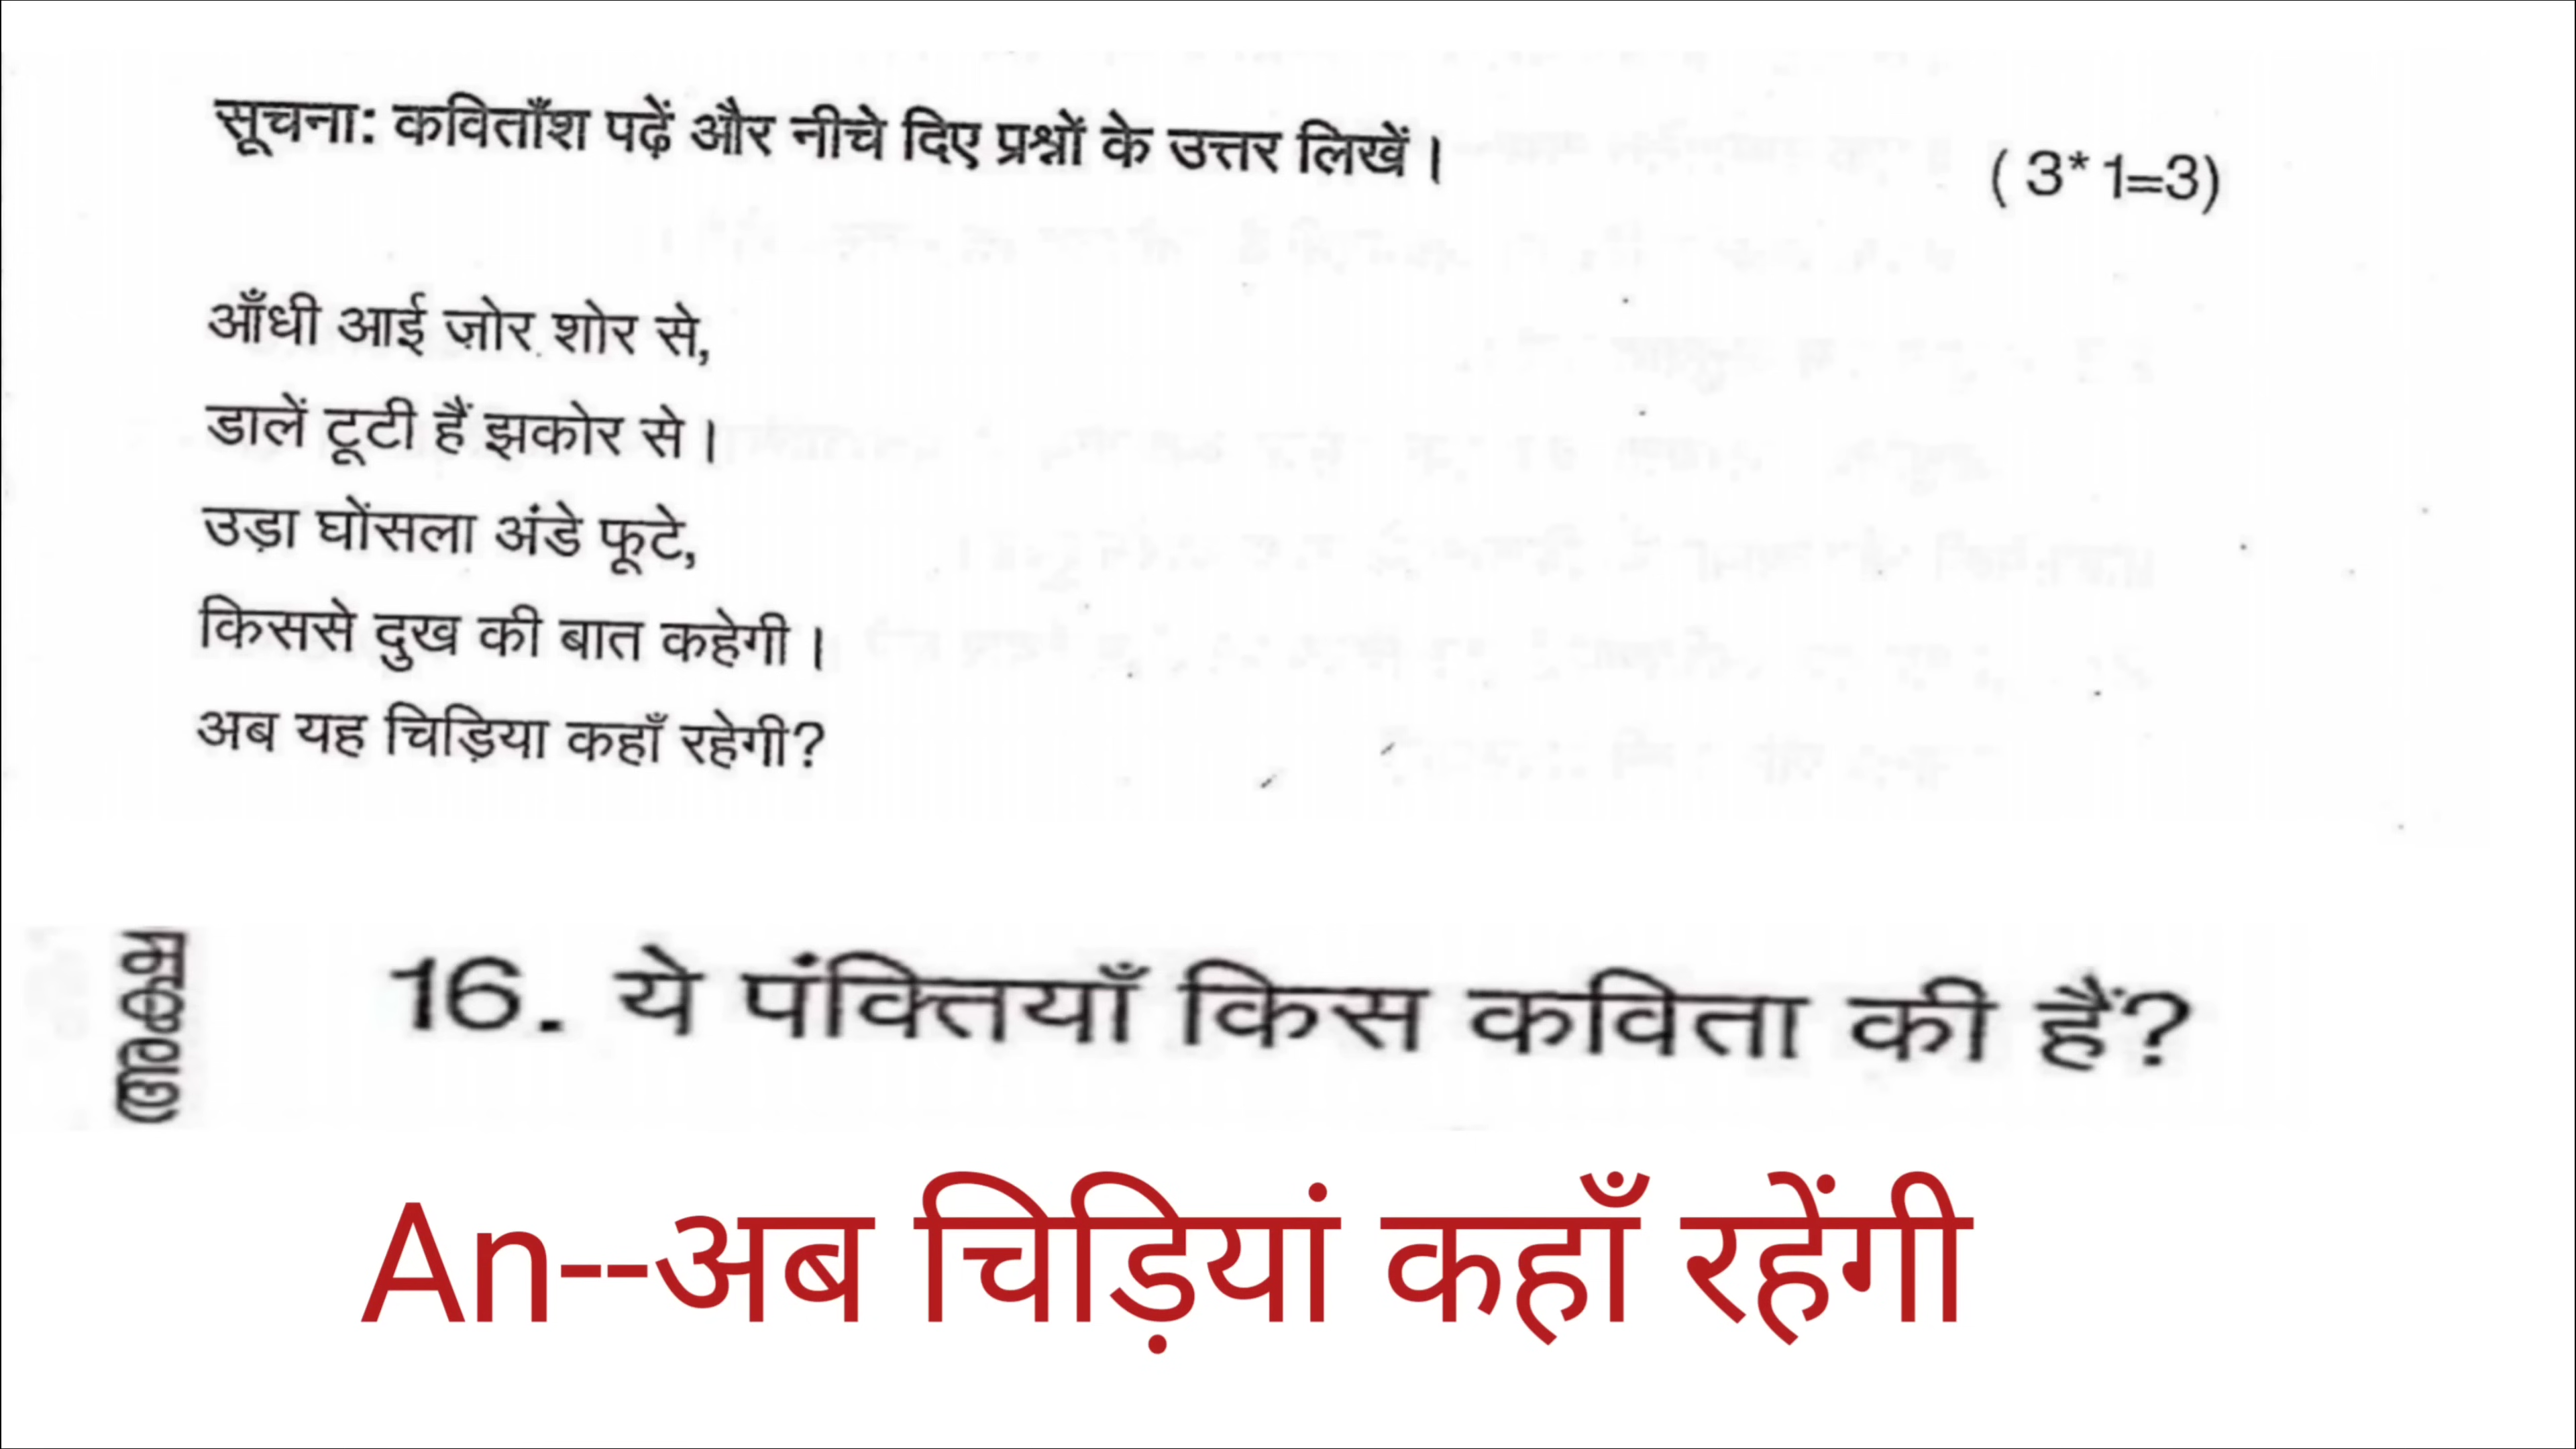 सूचना: कविताँश पढ़ें और नीचे दिए प्रश्नों के उत्तर लिखें।
( 3*1=3)
आँधी आई ज़ोर शोर से,
डालें टूटी हैं झकोर से।
उड़ा घोंसला अंडे फूटे,
किससे दुख की बात कहेगी।
अब यह चिड़िया कहाँ रहेगी?
16. ये पंक्तियाँ किस कविता की हैं?
An--अब चिड़ियां कहाँ रहेंगी